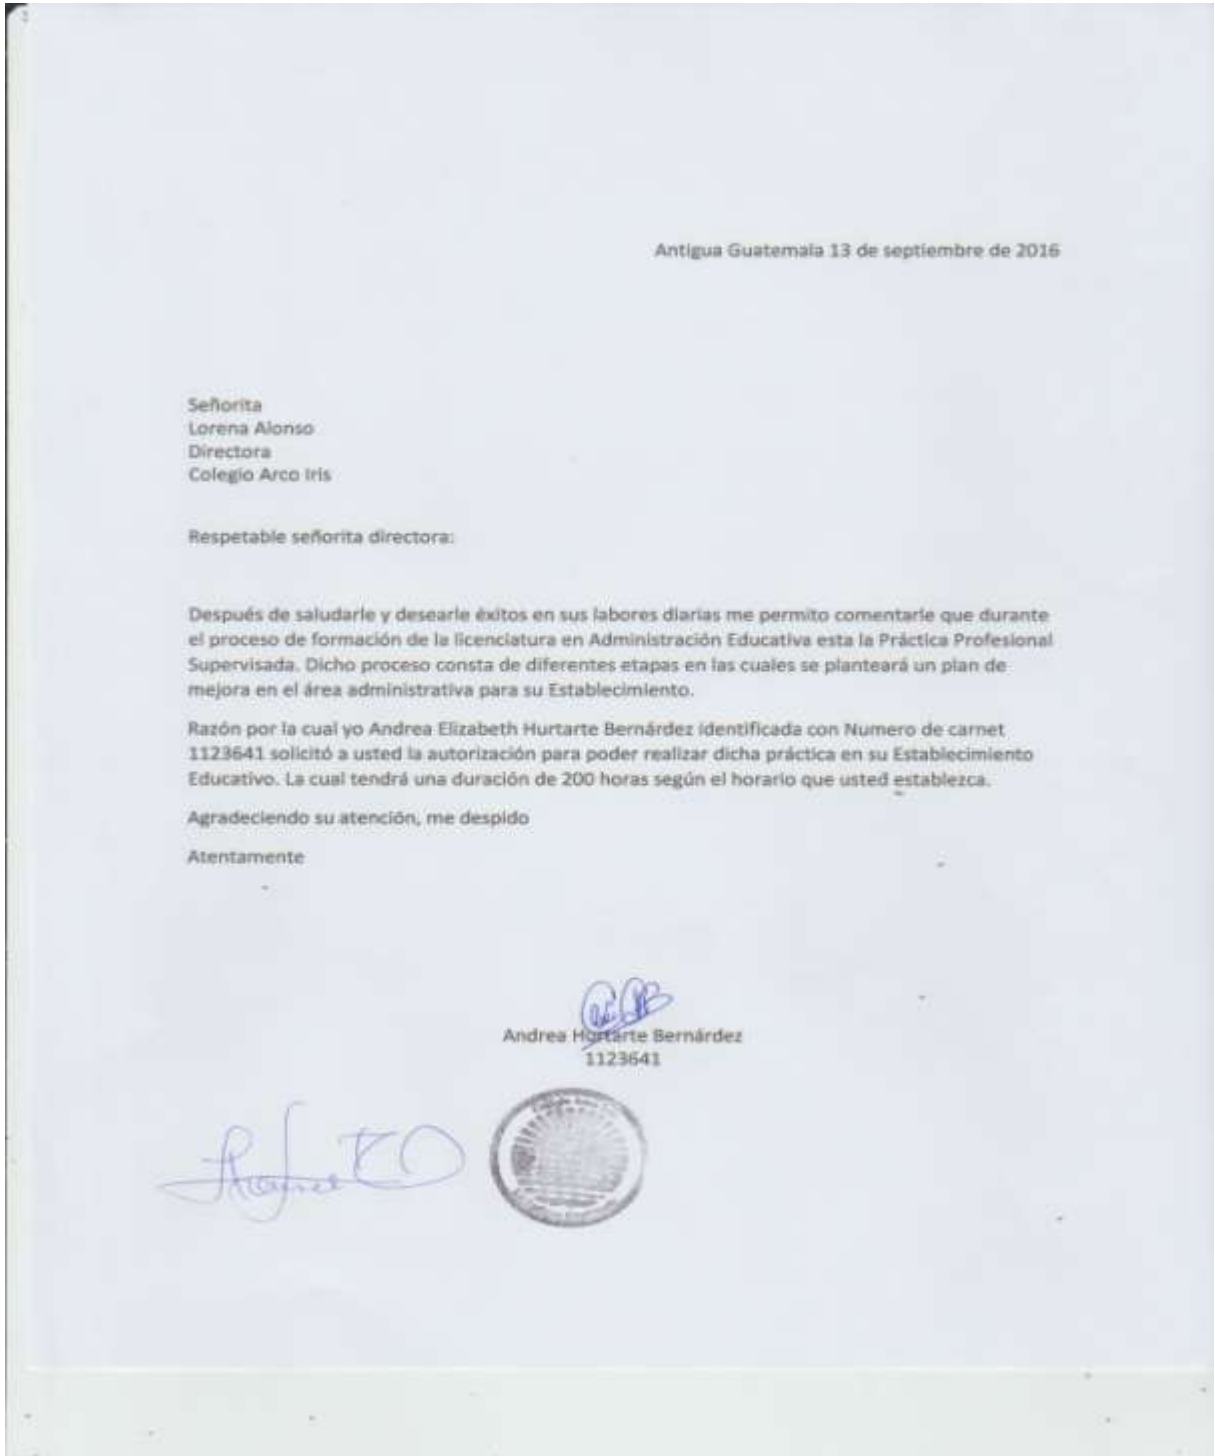 Antigua Guatemala 13 de septiembre de 2016
Señorita
Lorena Alonso
Directora
Colegio Arco Iris
Respetable señorita directora:
Después de saludarle y desearle éxitos en sus labores diarias me permito comentarle que durante
el proceso de formación de la licenciatura en Administración Educativa esta la Práctica Profesional
Supervisada. Dicho proceso consta de diferentes etapas en las cuales se planteará un plan de
mejora en el área administrativa para su Establecimiento.
Razón por la cual yo Andrea Elizabeth Hurtarte Bernárdez identificada con Numero de carnet
1123641 solicitó a usted la autorización para poder realizar dicha práctica en su Establecimiento
Educativo. La cual tendrá una duración de 200 horas según el horario que usted establezca.
Agradeciendo su atención, me despido
Atentamente
Andrea Hurtarte Bernárdez
1123641